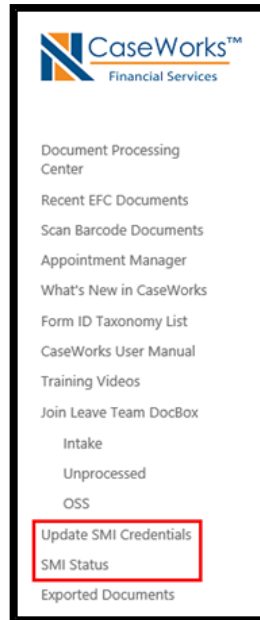 CaseWorks™
Financial Services
Document Processing
Center
Recent EFC Documents
Scan Barcode Documents
Appointment Manager
What's New in CaseWorks
Form ID Taxonomy List
CaseWorks User Manual
Training Videos
Join Leave Team DocBox
Intake
Unprocessed
OSS
Update SMI Credentials
SMI Status
Exported Documents